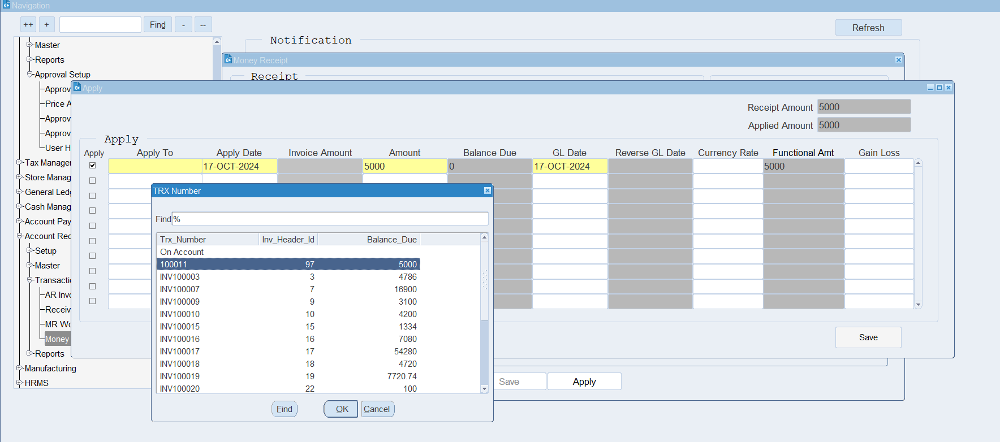 Navigation
++ + Find - --
Refresh
Notification
Master
Reports
Approval Setup
Approv
Price A
Approv
Approv
User H
Tax Manager
Store Manag
General Ledg
Cash Manag
Account Pay
Account Rec
Setup
Master
Transactio
AR Invo
Receiv
MR Wo
Money
Reports
Manufacturing
HRMS
Money Receipt
Receipt
Apply
Receipt Amount 5000
Applied Amount 5000
Apply
Apply Apply To Apply Date Invoice Amount Amount Balance Due GL Date Reverse GL Date Currency Rate Functional Amt Gain Loss
17-OCT-2024 5000 0 17-OCT-2024 5000
TRX Number
Find %
Trx_Number Inv_Header_Id Balance_Due
On Account
100011 97 5000
INV100003 3 4786
INV100007 7 16900
INV100009 9 3100
INV100010 10 4200
INV100015 15 1334
INV100016 16 7080
INV100017 17 54280
INV100018 18 4720
INV100019 19 7720.74
INV100020 22 100
Find OK Cancel
Save
Save Apply